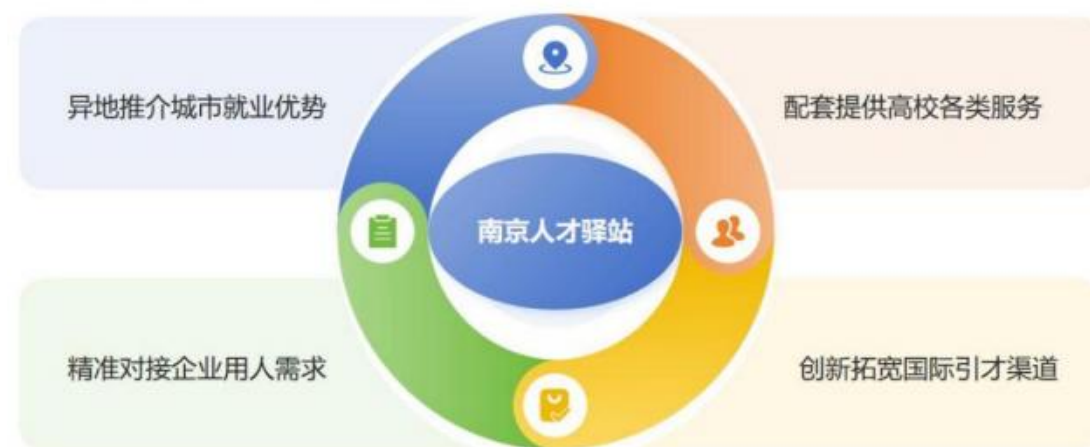 异地推介城市就业优势
配套提供高校各类服务
南京人才驿站
精准对接企业用人需求
创新拓宽国际引才渠道